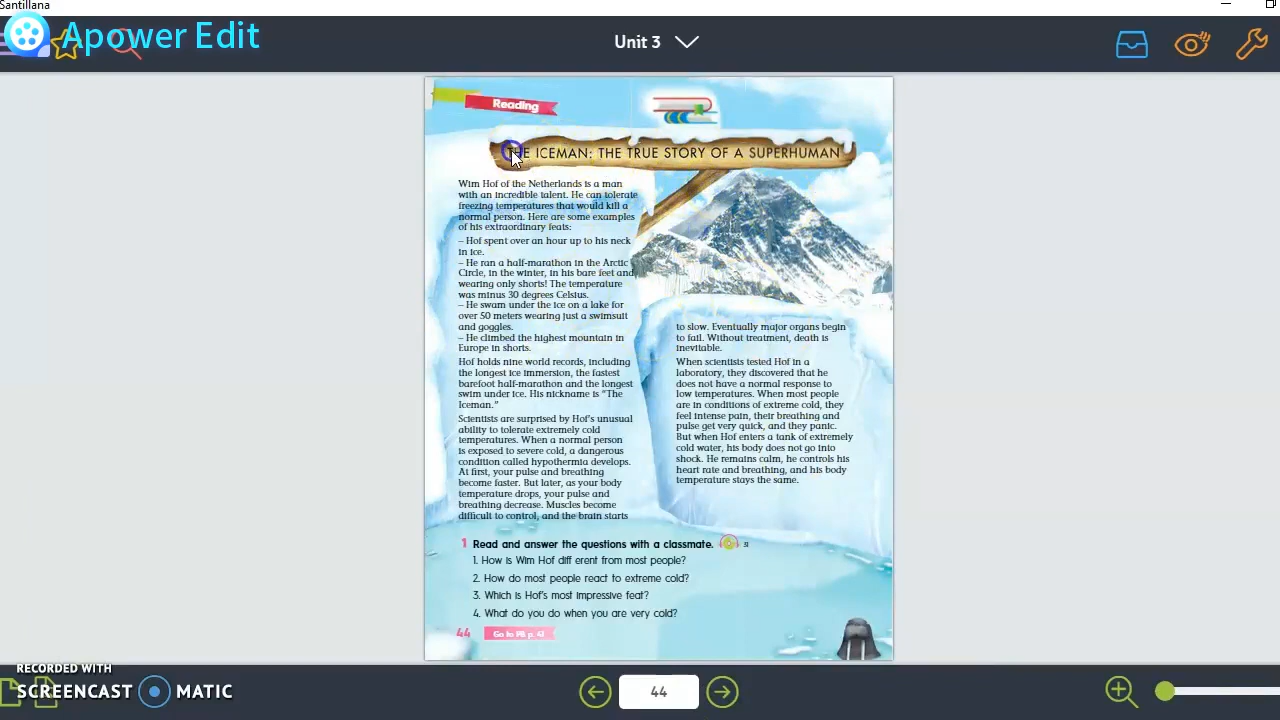 Santillana
Apower Edit
Unit 3
Reading
THE ICEMAN: THE TRUE STORY OF A SUPERHUMAN
Wim Hof of the Netherlands is a man
with an incredible talent. He can tolerate
freezing temperatures that would kill a
normal person. Here are some examples
of his extraordinary feats:
– Hof spent over an hour up to his neck
in ice.
– He ran a half-marathon in the Arctic
Circle, in the winter, in his bare feet and
wearing only shorts! The temperature
was minus 30 degrees Celsius.
– He swam under the ice on a lake for
over 50 meters wearing just a swimsuit
and goggles.
– He climbed the highest mountain in
Europe in shorts.
Hof holds nine world records, including
the longest ice immersion, the fastest
barefoot half-marathon and the longest
swim under ice. His nickname is “The
Iceman.”
Scientists are surprised by Hof’s unusual
ability to tolerate extremely cold
temperatures. When a normal person
is exposed to severe cold, a dangerous
condition called hypothermia develops.
At first, your pulse and breathing
become faster. But later, as your body
temperature drops, your pulse and
breathing decrease. Muscles become
difficult to control, and the brain starts
to slow. Eventually major organs begin
to fail. Without treatment, death is
inevitable.
When scientists tested Hof in a
laboratory, they discovered that he
does not have a normal response to
low temperatures. When most people
are in conditions of extreme cold, they
feel intense pain, their breathing and
pulse get very quick, and they panic.
But when Hof enters a tank of extremely
cold water, his body does not go into
shock. He remains calm, he controls his
heart rate and breathing, and his body
temperature stays the same.
1 Read and answer the questions with a classmate. 31
1. How is Wim Hof diff erent from most people?
2. How do most people react to extreme cold?
3. Which is Hof’s most impressive feat?
4. What do you do when you are very cold?
44 Go to PB p. 41
RECORDED WITH
SCREENCAST MATIC
44